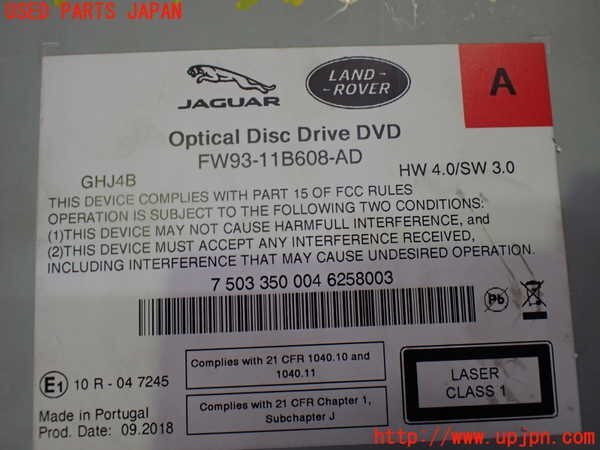 USED PARTS JAPAN
JAGUAR
LAND
ROVER
A
Optical Disc Drive DVD
FW93-11B608-AD
GHJ4B
HW 4.0/SW 3.0
THIS DEVICE COMPLIES WITH PART 15 OF FCC RULES
OPERATION IS SUBJECT TO THE FOLLOWING TWO CONDITIONS:
(1)THIS DEVICE MAY NOT CAUSE HARMFULL INTERFERENCE, and
(2)THIS DEVICE MUST ACCEPT ANY INTERFERENCE RECEIVED,
INCLUDING INTERFERENCE THAT MAY CAUSE UNDESIRED OPERATION.
7 503 350 004 6258003
Pb
E1 10 R - 04 7245
Complies with 21 CFR 1040.10 and
1040.11
LASER
CLASS 1
Made in Portugal
Prod. Date: 09.2018
Complies with 21 CFR Chapter 1,
Subchapter J
http://www.upjpn.com/